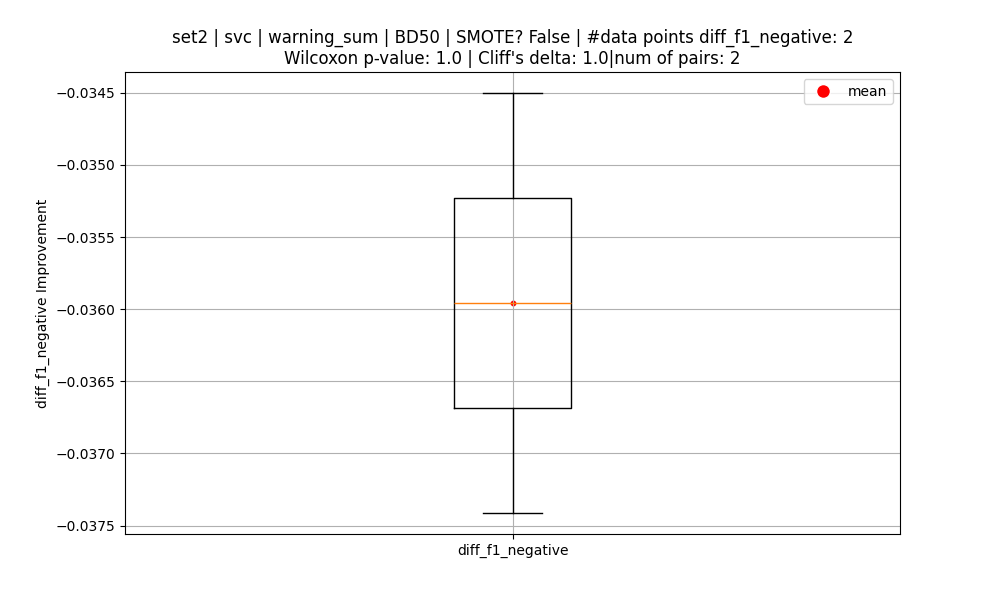 set2 | svc | warning_sum | BD50 | SMOTE? False | #data points diff_f1_negative: 2
Wilcoxon p-value: 1.0 | Cliff's delta: 1.0|num of pairs: 2
mean
−0.0345
−0.0350
−0.0355
−0.0360
−0.0365
−0.0370
−0.0375
diff_f1_negative Improvement
diff_f1_negative